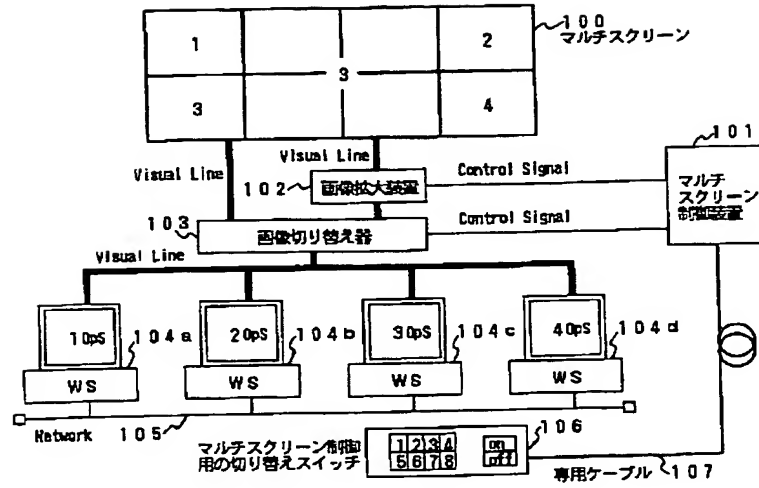 100
マルチスクリーン
1
2
3
3
4
101
Visual Line
Visual Line
102
画像拡大装置
Control Signal
マルチ
スクリーン
制御装置
103
画像切り替え器
Control Signal
Visual Line
10pS
104a
20pS
104b
30pS
104c
40pS
104d
WS
WS
WS
WS
Network
105
マルチスクリーン制御
用の切り替えスイッチ
1 2 3 4
5 6 7 8
on
off
106
専用ケーブル
107